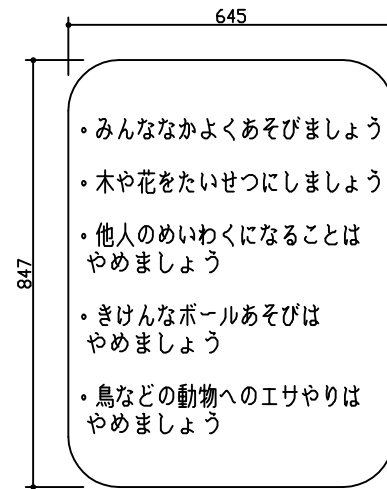 645
847
・みんななかよくあそびましょう
・木や花をたいせつにしましょう
・他人のめいわくになることは
やめましょう
・きけんなボールあそびは
やめましょう
・鳥などの動物へのエサやりは
やめましょう